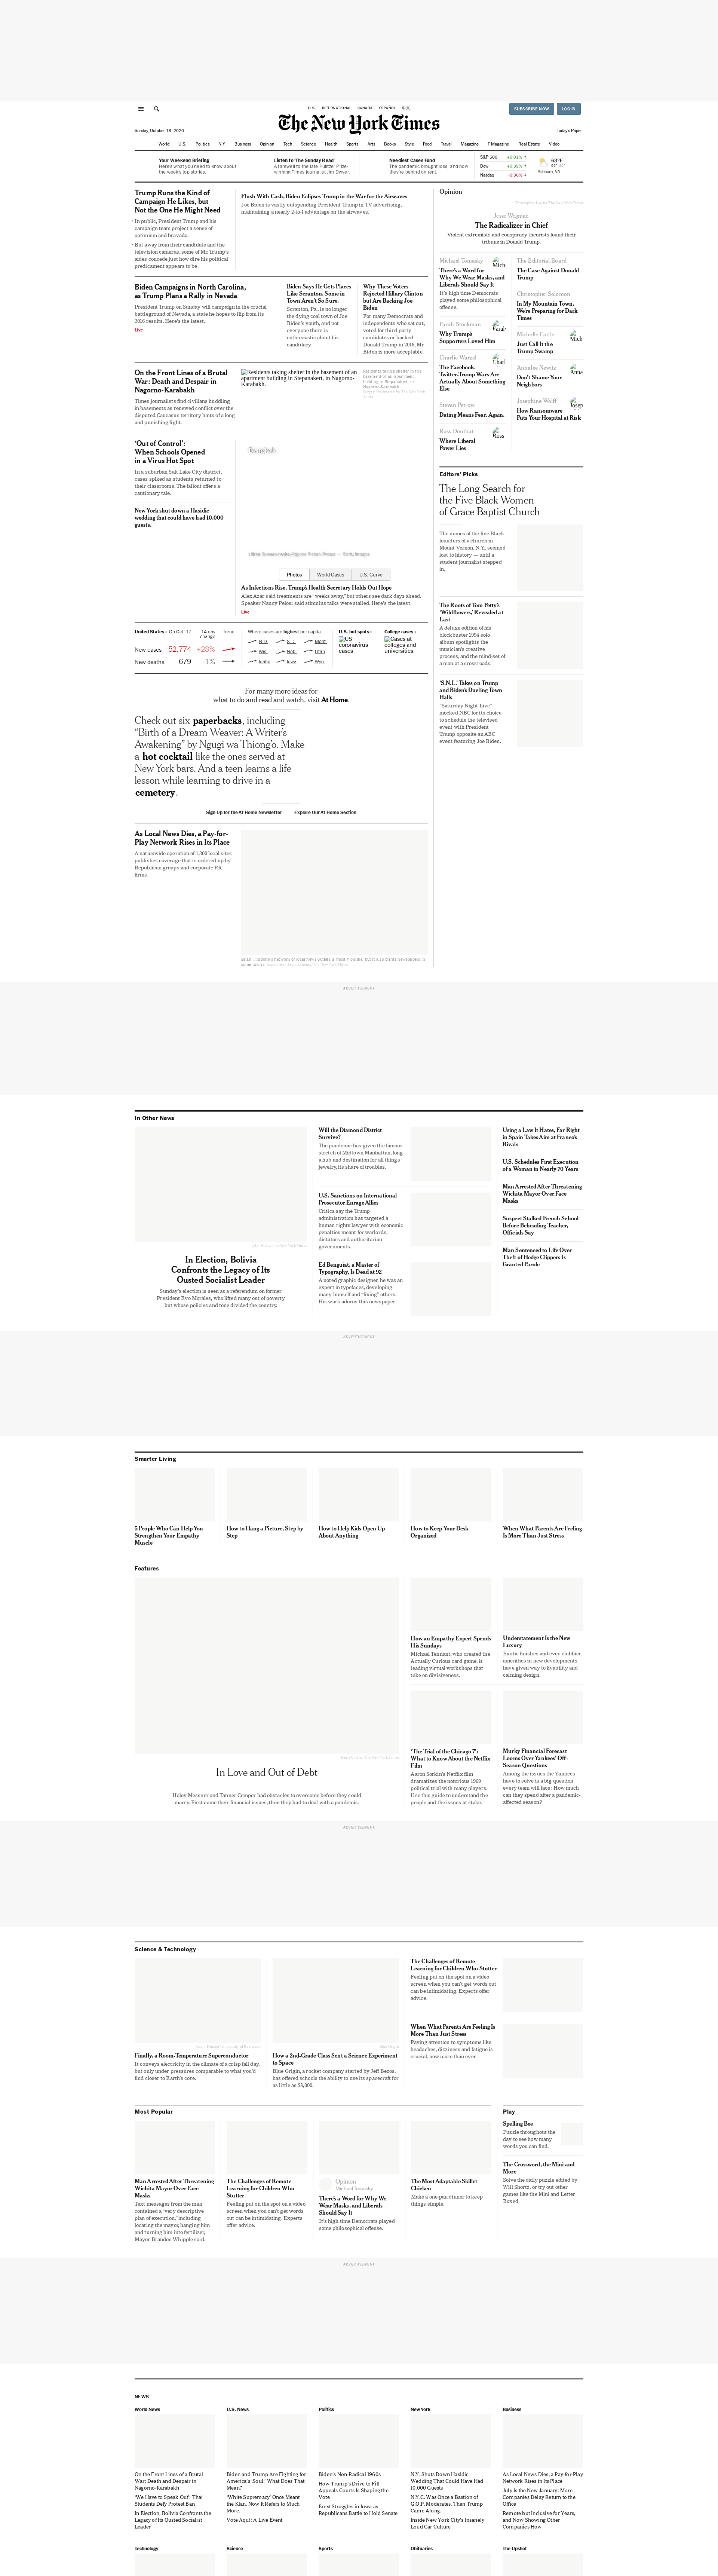 U.S. INTERNATIONAL CANADA ESPAÑOL 中文
SUBSCRIBE NOW LOG IN
The New York Times
Sunday, October 18, 2020
Today's Paper
World U.S. Politics N.Y. Business Opinion Tech Science Health Sports Arts Books Style Food Travel Magazine T Magazine Real Estate Video
Your Weekend Briefing
Here's what you need to know about
the week's top stories.
Listen to 'The Sunday Read'
A farewell to the late Pulitzer Prize-
winning Times journalist Jim Dwyer.
Neediest Cases Fund
The pandemic brought loss, and now
they're behind on rent.
S&P 500
Dow
Nasdaq
63°F
Ashburn, VA
Trump Runs the Kind of
Campaign He Likes, but
Not the One He Might Need
In public, President Trump and his
campaign team project a sense of
optimism and bravado.
But away from their candidate and the
television cameras, some of Mr. Trump's
aides concede just how dire his political
predicament appears to be.
Flush With Cash, Biden Eclipses Trump in the War for the Airwaves
Joe Biden is vastly outspending President Trump in TV advertising,
maintaining a nearly 2-to-1 advantage on the airwaves.
Biden Campaigns in North Carolina,
as Trump Plans a Rally in Nevada
President Trump on Sunday will campaign in the crucial
battleground of Nevada, a state he hopes to flip from its
2016 results. Here's the latest.
Live
Biden Says He Gets Places
Like Scranton. Some in
Town Aren't So Sure.
Scranton, Pa., is no longer
the dying coal town of Joe
Biden's youth, and not
everyone there is
enthusiastic about his
candidacy.
Why These Voters
Rejected Hillary Clinton
but Are Backing Joe
Biden
For many Democrats and
independents who sat out,
voted for third-party
candidates or backed
Donald Trump in 2016, Mr.
Biden is more acceptable.
On the Front Lines of a Brutal
War: Death and Despair in
Nagorno-Karabakh
Times journalists find civilians huddling
in basements as renewed conflict over the
disputed Caucasus territory hints of a long
and punishing fight.
Residents taking shelter in the basement of an
apartment building in Stepanakert, in Nagorno-
Karabakh.
Residents taking shelter in the
basement of an apartment
building in Stepanakert, in
Nagorno-Karabakh.
'Out of Control':
When Schools Opened
in a Virus Hot Spot
In a suburban Salt Lake City district,
cases spiked as students returned to
their classrooms. The fallout offers a
cautionary tale.
New York shut down a Hasidic
wedding that could have had 10,000
guests.
Photos World Cases U.S. Curve
As Infections Rise, Trump's Health Secretary Holds Out Hope
Alex Azar said treatments are "weeks away," but others see dark days ahead.
Speaker Nancy Pelosi said stimulus talks were stalled. Here's the latest.
Live
United States › On Oct. 17 14-day change Trend
New cases 52,774 +28%
New deaths 679 +1%
Where cases are highest per capita
N.D. S.D. Mont.
Wis. Neb. Utah
Idaho Iowa Wyo.
U.S. hot spots ›
US
coronavirus
cases
College cases ›
Cases at
colleges and
universities
For many more ideas for
what to do and read and watch, visit At Home.
Check out six paperbacks, including
"Birth of a Dream Weaver: A Writer's
Awakening" by Ngugi wa Thiong'o. Make
a hot cocktail like the ones served at
New York bars. And a teen learns a life
lesson while learning to drive in a
cemetery.
Sign Up for the At Home Newsletter Explore Our At Home Section
As Local News Dies, a Pay-for-
Play Network Rises in Its Place
A nationwide operation of 1,300 local sites
publishes coverage that is ordered up by
Republican groups and corporate P.R.
firms.
Opinion
Jesse Wegman
The Radicalizer in Chief
Violent extremists and conspiracy theorists found their
tribune in Donald Trump.
Michael Tomasky
There's a Word for
Why We Wear Masks, and
Liberals Should Say It
It's high time Democrats
played some philosophical
offense.
Farah Stockman
Why Trump's
Supporters Loved Him
Charlie Warzel
The Facebook-
Twitter-Trump Wars Are
Actually About Something
Else
Steven Petrow
Dating Means Fear. Again.
Ross Douthat
Where Liberal
Power Lies
The Editorial Board
The Case Against Donald
Trump
Christopher Solomon
In My Mountain Town,
We're Preparing for Dark
Times
Michelle Cottle
Just Call It the
Trump Swamp
Annalee Newitz
Don't Shame Your
Neighbors
Josephine Wolff
How Ransomware
Puts Your Hospital at Risk
Editors' Picks
The Long Search for
the Five Black Women
of Grace Baptist Church
The names of the five Black
founders of a church in
Mount Vernon, N.Y., seemed
lost to history — until a
student journalist stepped
in.
The Roots of Tom Petty's
'Wildflowers,' Revealed at
Last
A deluxe edition of his
blockbuster 1994 solo
album spotlights the
musician's creative
process, and the mind-set of
a man at a crossroads.
'S.N.L.' Takes on Trump
and Biden's Dueling Town
Halls
"Saturday Night Live"
mocked NBC for its choice
to schedule the televised
event with President
Trump opposite an ABC
event featuring Joe Biden.
ADVERTISEMENT
In Other News
In Election, Bolivia
Confronts the Legacy of Its
Ousted Socialist Leader
Sunday's election is seen as a referendum on former
President Evo Morales, who lifted many out of poverty
but whose policies and tone divided the country.
Will the Diamond District
Survive?
The pandemic has given the famous
stretch of Midtown Manhattan, long
a hub and destination for all things
jewelry, its share of troubles.
U.S. Sanctions on International
Prosecutor Enrage Allies
Critics say the Trump
administration has targeted a
human rights lawyer with economic
penalties meant for warlords,
dictators and authoritarian
governments.
Ed Benguiat, a Master of
Typography, Is Dead at 92
A noted graphic designer, he was an
expert in typefaces, developing
many himself and "fixing" others.
His work adorns this newspaper.
Using a Law It Hates, Far Right
in Spain Takes Aim at Franco's
Rivals
U.S. Schedules First Execution
of a Woman in Nearly 70 Years
Man Arrested After Threatening
Wichita Mayor Over Face
Masks
Suspect Stalked French School
Before Beheading Teacher,
Officials Say
Man Sentenced to Life Over
Theft of Hedge Clippers Is
Granted Parole
ADVERTISEMENT
Smarter Living
5 People Who Can Help You
Strengthen Your Empathy
Muscle
How to Hang a Picture, Step by
Step
How to Help Kids Open Up
About Anything
How to Keep Your Desk
Organized
When What Parents Are Feeling
Is More Than Just Stress
Features
In Love and Out of Debt
Haley Messner and Tanner Cemper had obstacles to overcome before they could
marry. First came their financial issues, then they had to deal with a pandemic.
How an Empathy Expert Spends
His Sundays
Michael Tennant, who created the
Actually Curious card game, is
leading virtual workshops that
take on divisiveness.
'The Trial of the Chicago 7':
What to Know About the Netflix
Film
Aaron Sorkin's Netflix film
dramatizes the notorious 1969
political trial with many players.
Use this guide to understand the
people and the issues at stake.
Understatement Is the New
Luxury
Exotic finishes and ever-clubbier
amenities in new developments
have given way to livability and
calming design.
Murky Financial Forecast
Looms Over Yankees' Off-
Season Questions
Among the issues the Yankees
have to solve is a big question
every team will face: How much
can they spend after a pandemic-
affected season?
ADVERTISEMENT
Science & Technology
Finally, a Room-Temperature Superconductor
It conveys electricity in the climate of a crisp fall day,
but only under pressures comparable to what you'd
find closer to Earth's core.
How a 2nd-Grade Class Sent a Science Experiment
to Space
Blue Origin, a rocket company started by Jeff Bezos,
has offered schools the ability to use its spacecraft for
as little as $8,000.
The Challenges of Remote
Learning for Children Who Stutter
Feeling put on the spot on a video
screen when you can't get words out
can be intimidating. Experts offer
advice.
When What Parents Are Feeling Is
More Than Just Stress
Paying attention to symptoms like
headaches, dizziness and fatigue is
crucial, now more than ever.
Most Popular
Man Arrested After Threatening
Wichita Mayor Over Face
Masks
Text messages from the man
contained a "very descriptive
plan of execution," including
locating the mayor, hanging him
and turning him into fertilizer,
Mayor Brandon Whipple said.
The Challenges of Remote
Learning for Children Who
Stutter
Feeling put on the spot on a video
screen when you can't get words
out can be intimidating. Experts
offer advice.
Opinion
Michael Tomasky
There's a Word for Why We
Wear Masks, and Liberals
Should Say It
It's high time Democrats played
some philosophical offense.
The Most Adaptable Skillet
Chicken
Make a one-pan dinner to keep
things simple.
Play
Spelling Bee
Puzzle throughout the
day to see how many
words you can find.
The Crossword, the Mini and
More
Solve the daily puzzle edited by
Will Shortz, or try out other
games like the Mini and Letter
Boxed.
ADVERTISEMENT
NEWS
World News
On the Front Lines of a Brutal
War: Death and Despair in
Nagorno-Karabakh
'We Have to Speak Out': Thai
Students Defy Protest Ban
In Election, Bolivia Confronts the
Legacy of Its Ousted Socialist
Leader
U.S. News
Biden and Trump Are Fighting for
America's 'Soul.' What Does That
Mean?
'White Supremacy' Once Meant
the Klan. Now It Refers to Much
More.
Vote Aquí: A Live Event
Politics
Biden's Non-Radical 1960s
How Trump's Drive to Fill
Appeals Courts Is Shaping the
Vote
Ernst Struggles in Iowa as
Republicans Battle to Hold Senate
New York
N.Y. Shuts Down Hasidic
Wedding That Could Have Had
10,000 Guests
N.Y.C. Was Once a Bastion of
G.O.P. Moderates. Then Trump
Came Along.
Inside New York City's Insanely
Loud Car Culture
Business
As Local News Dies, a Pay-for-Play
Network Rises in Its Place
July Is the New January: More
Companies Delay Return to the
Office
Remote but Inclusive for Years,
and Now Showing Other
Companies How
Technology Science Sports Obituaries The Upshot